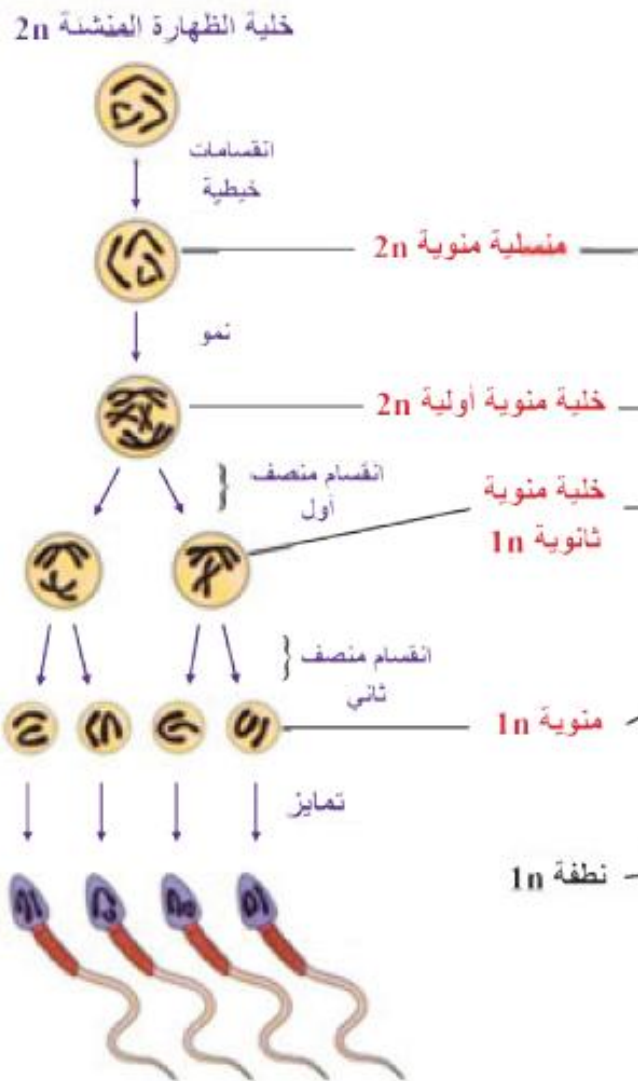 خلية الظهارة المنشئة 2n
انقسامات
خيطية
منسلية منوية 2n
نمو
خلية منوية أولية 2n
انقسام منصف
أول
خلية منوية
ثانوية 1n
انقسام منصف
ثاني
منوية 1n
تمايز
نطفة 1n